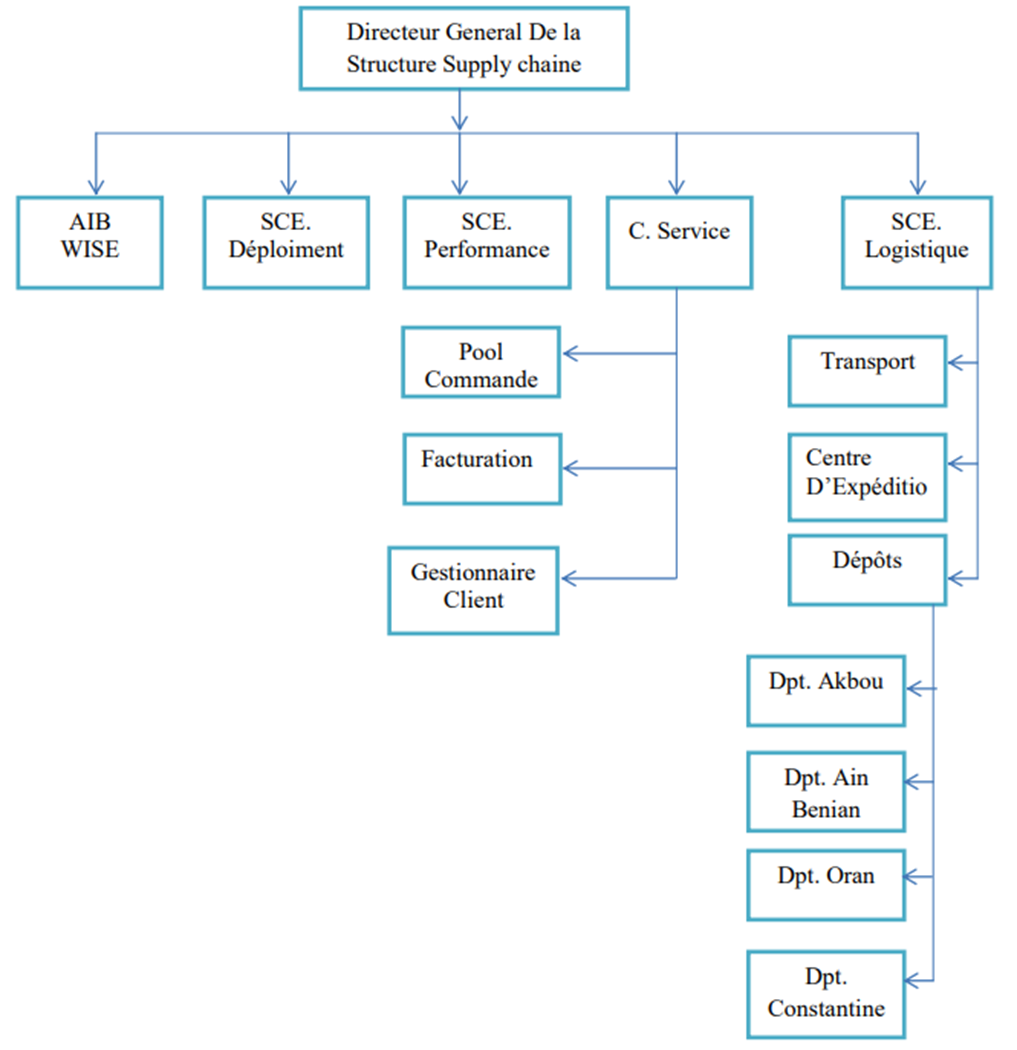 Directeur General De la
Structure Supply chaine
AIB
WISE
SCE.
Déploiment
SCE.
Performance
C. Service
SCE.
Logistique
Pool
Commande
Facturation
Gestionnaire
Client
Transport
Centre
D’Expéditio
Dépôts
Dpt. Akbou
Dpt. Ain
Benian
Dpt. Oran
Dpt.
Constantine